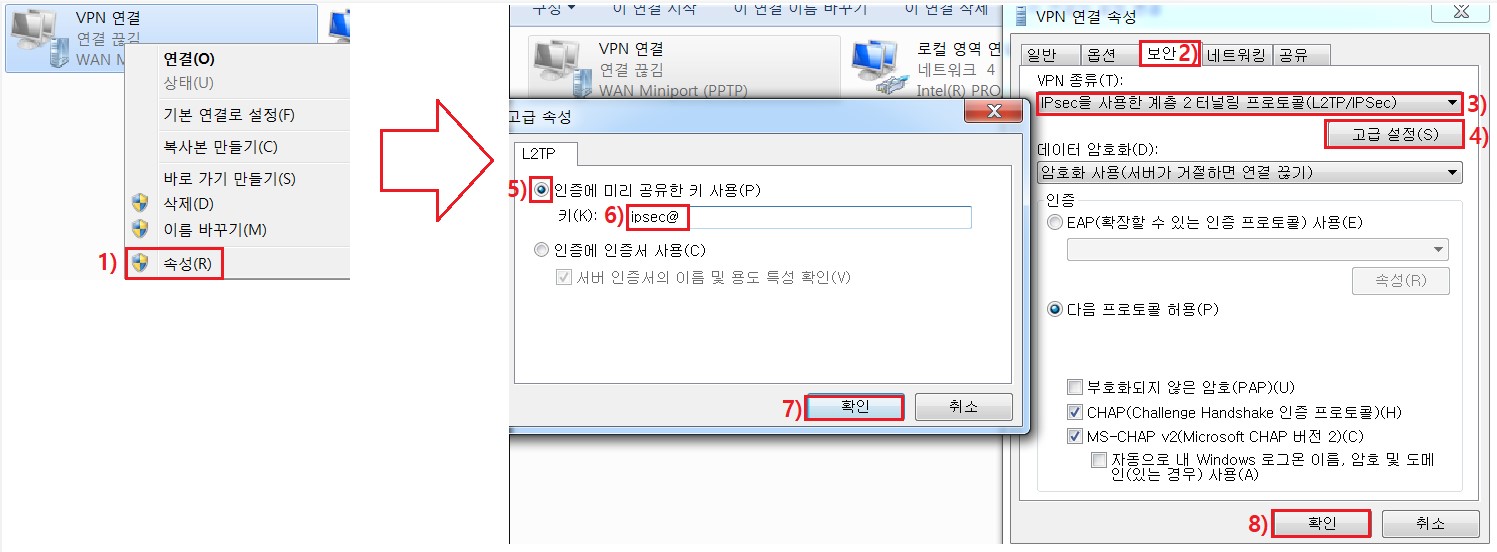 VPN 연결
연결 끊김
WAN M
연결(O)
상태(U)
기본 연결로 설정(F)
복사본 만들기(C)
바로 가기 만들기(S)
삭제(D)
이름 바꾸기(M)
1) 속성(R)
구성 이 연결 시작 이 연결 이름 바꾸기 이 연결 삭제
VPN 연결
연결 끊김
WAN Miniport (PPTP)
로컬 영역 연
네트워크 4
Intel(R) PRO
고급 속성
L2TP
5) 인증에 미리 공유한 키 사용(P)
키(K): 6) ipsec@
인증에 인증서 사용(C)
서버 인증서의 이름 및 용도 특성 확인(V)
7) 확인 취소
VPN 연결 속성
일반 옵션 보안 2) 네트워킹 공유
VPN 종류(T):
IPsec을 사용한 계층 2 터널링 프로토콜(L2TP/IPSec) 3)
고급 설정(S) 4)
데이터 암호화(D):
암호화 사용(서버가 거절하면 연결 끊기)
인증
EAP(확장할 수 있는 인증 프로토콜) 사용(E)
속성(R)
다음 프로토콜 허용(P)
부호화되지 않은 암호(PAP)(U)
CHAP(Challenge Handshake 인증 프로토콜)(H)
MS-CHAP v2(Microsoft CHAP 버전 2)(C)
자동으로 내 Windows 로그온 이름, 암호 및 도메
인(있는 경우) 사용(A)
8) 확인 취소